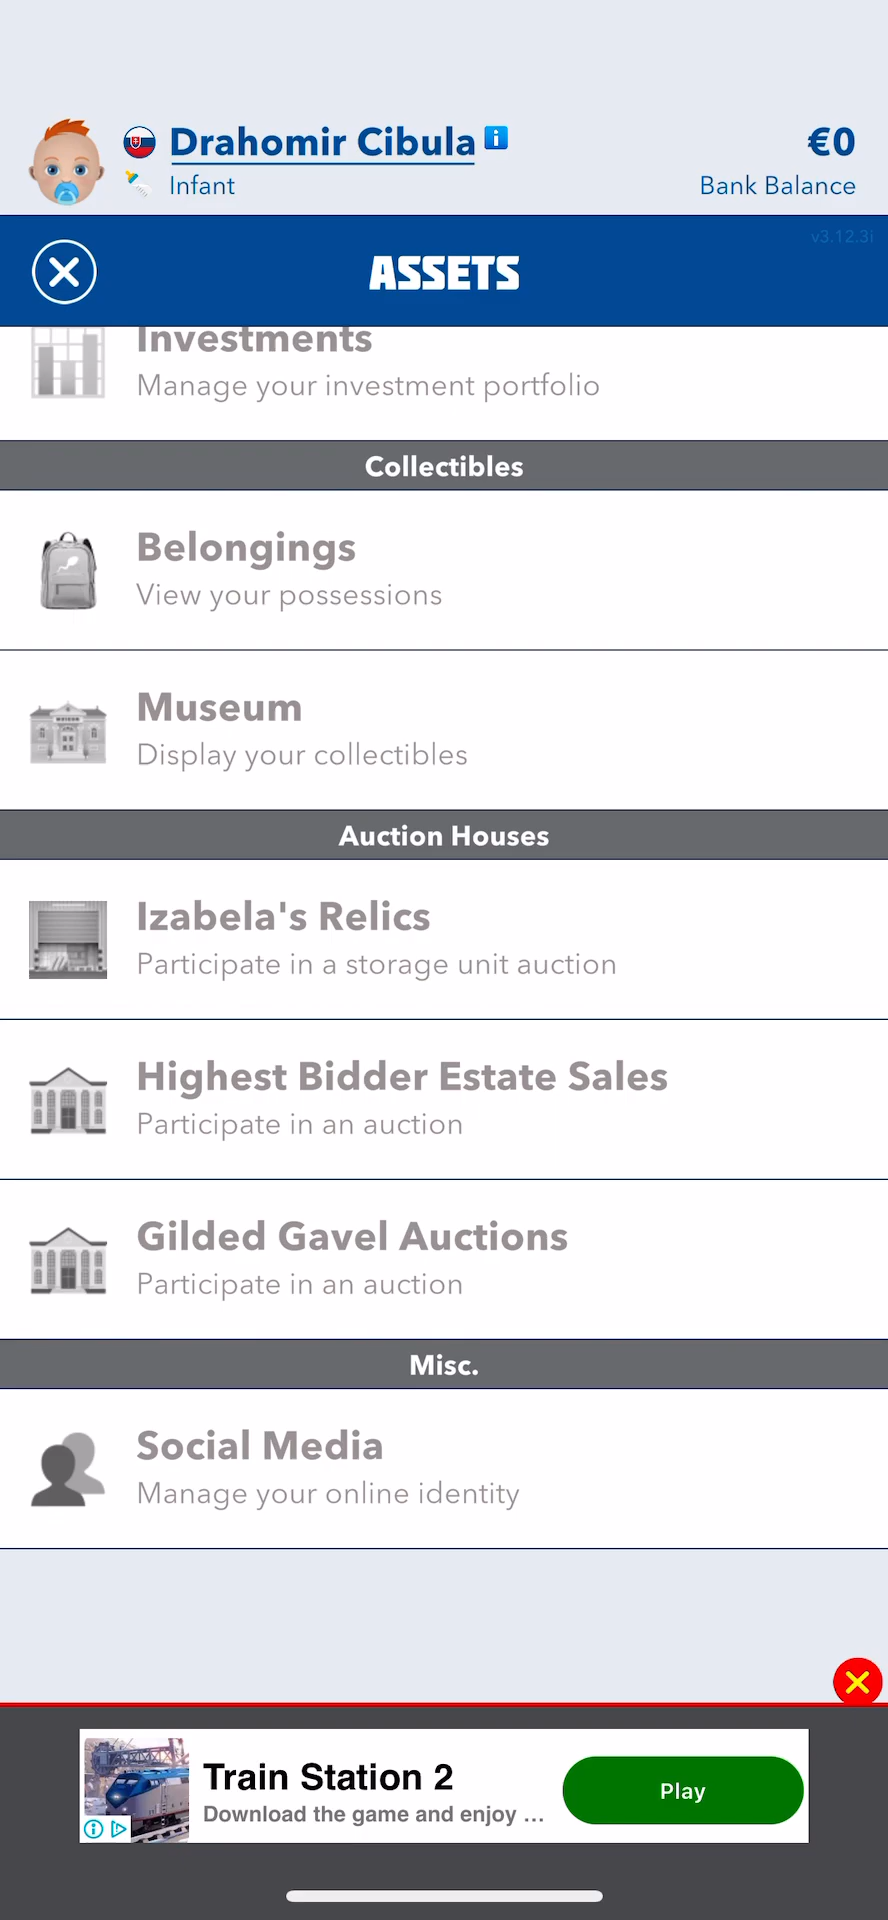 Drahomir Cibula
€0
Infant
Bank Balance
v3.12.3i
ASSETS
Investments
Manage your investment portfolio
Collectibles
Belongings
View your possessions
MUSEUM
Museum
Display your collectibles
Auction Houses
Izabela's Relics
Participate in a storage unit auction
Highest Bidder Estate Sales
Participate in an auction
Gilded Gavel Auctions
Participate in an auction
Misc.
Social Media
Manage your online identity
Train Station 2
Download the game and enjoy ...
Play